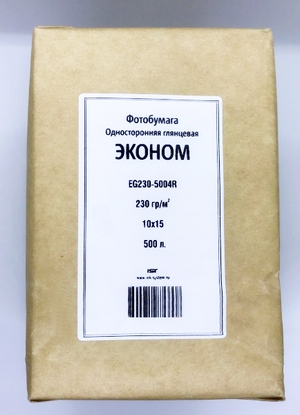 Фотобумага
Односторонняя глянцевая
ЭКОНОМ
EG230-5004R
230 гр/м²
10x15
500 л.